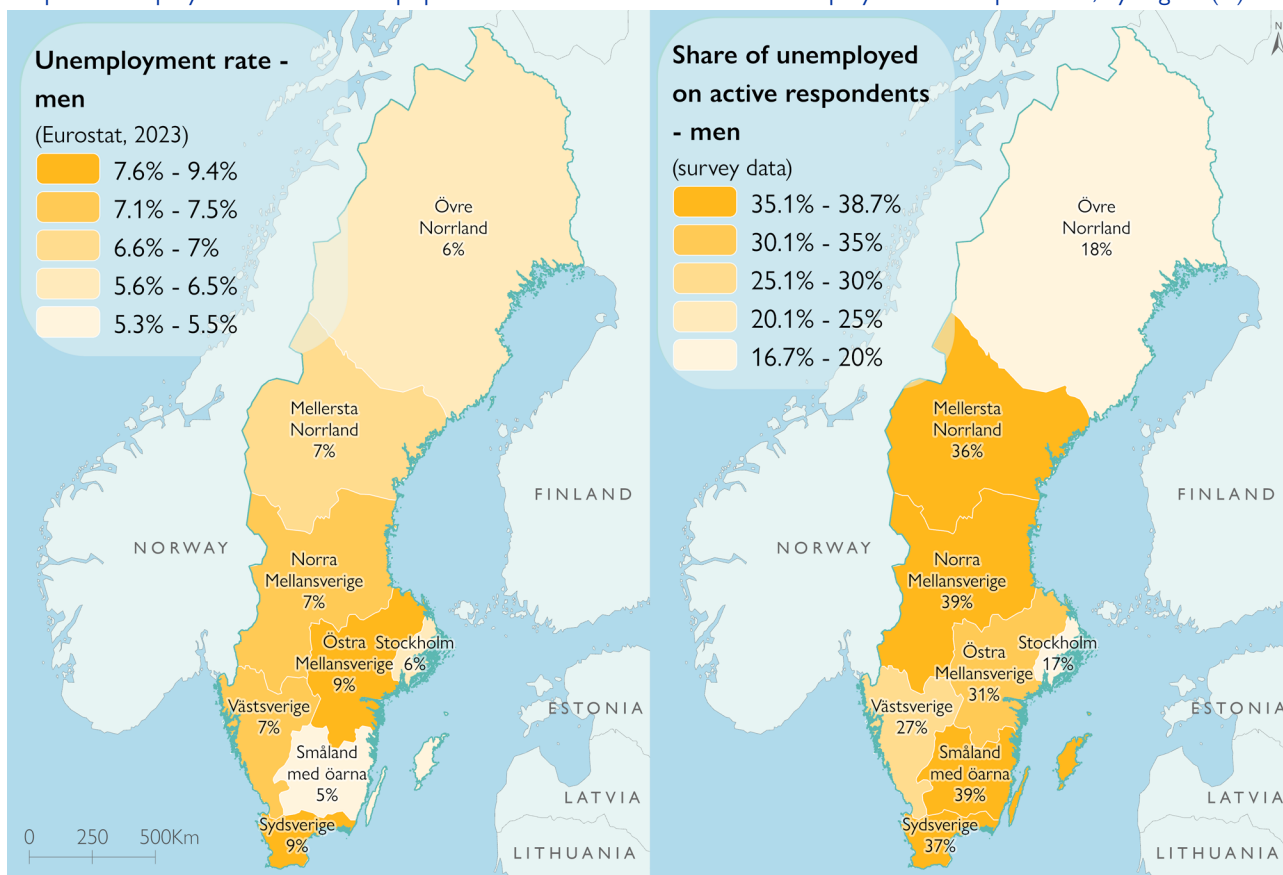 Unemployment rate -
men
(Eurostat, 2023)
7.6% - 9.4%
7.1% - 7.5%
6.6% - 7%
5.6% - 6.5%
5.3% - 5.5%
Övre
Norrland
6%
Mellersta
Norrland
7%
Norra
Mellansverige
7%
Östra
Mellansverige
9%
Stockholm
6%
Västsverige
7%
Småland
med öarna
5%
Sydsverige
9%
NORWAY
FINLAND
ESTONIA
LATVIA
LITHUANIA
0 250 500Km
Share of unemployed
on active respondents
- men
(survey data)
35.1% - 38.7%
30.1% - 35%
25.1% - 30%
20.1% - 25%
16.7% - 20%
N
Övre
Norrland
18%
Mellersta
Norrland
36%
Norra
Mellansverige
39%
Östra
Mellansverige
31%
Stockholm
17%
Västsverige
27%
Småland
med öarna
39%
Sydsverige
37%
NORWAY
FINLAND
ESTONIA
LATVIA
LITHUANIA